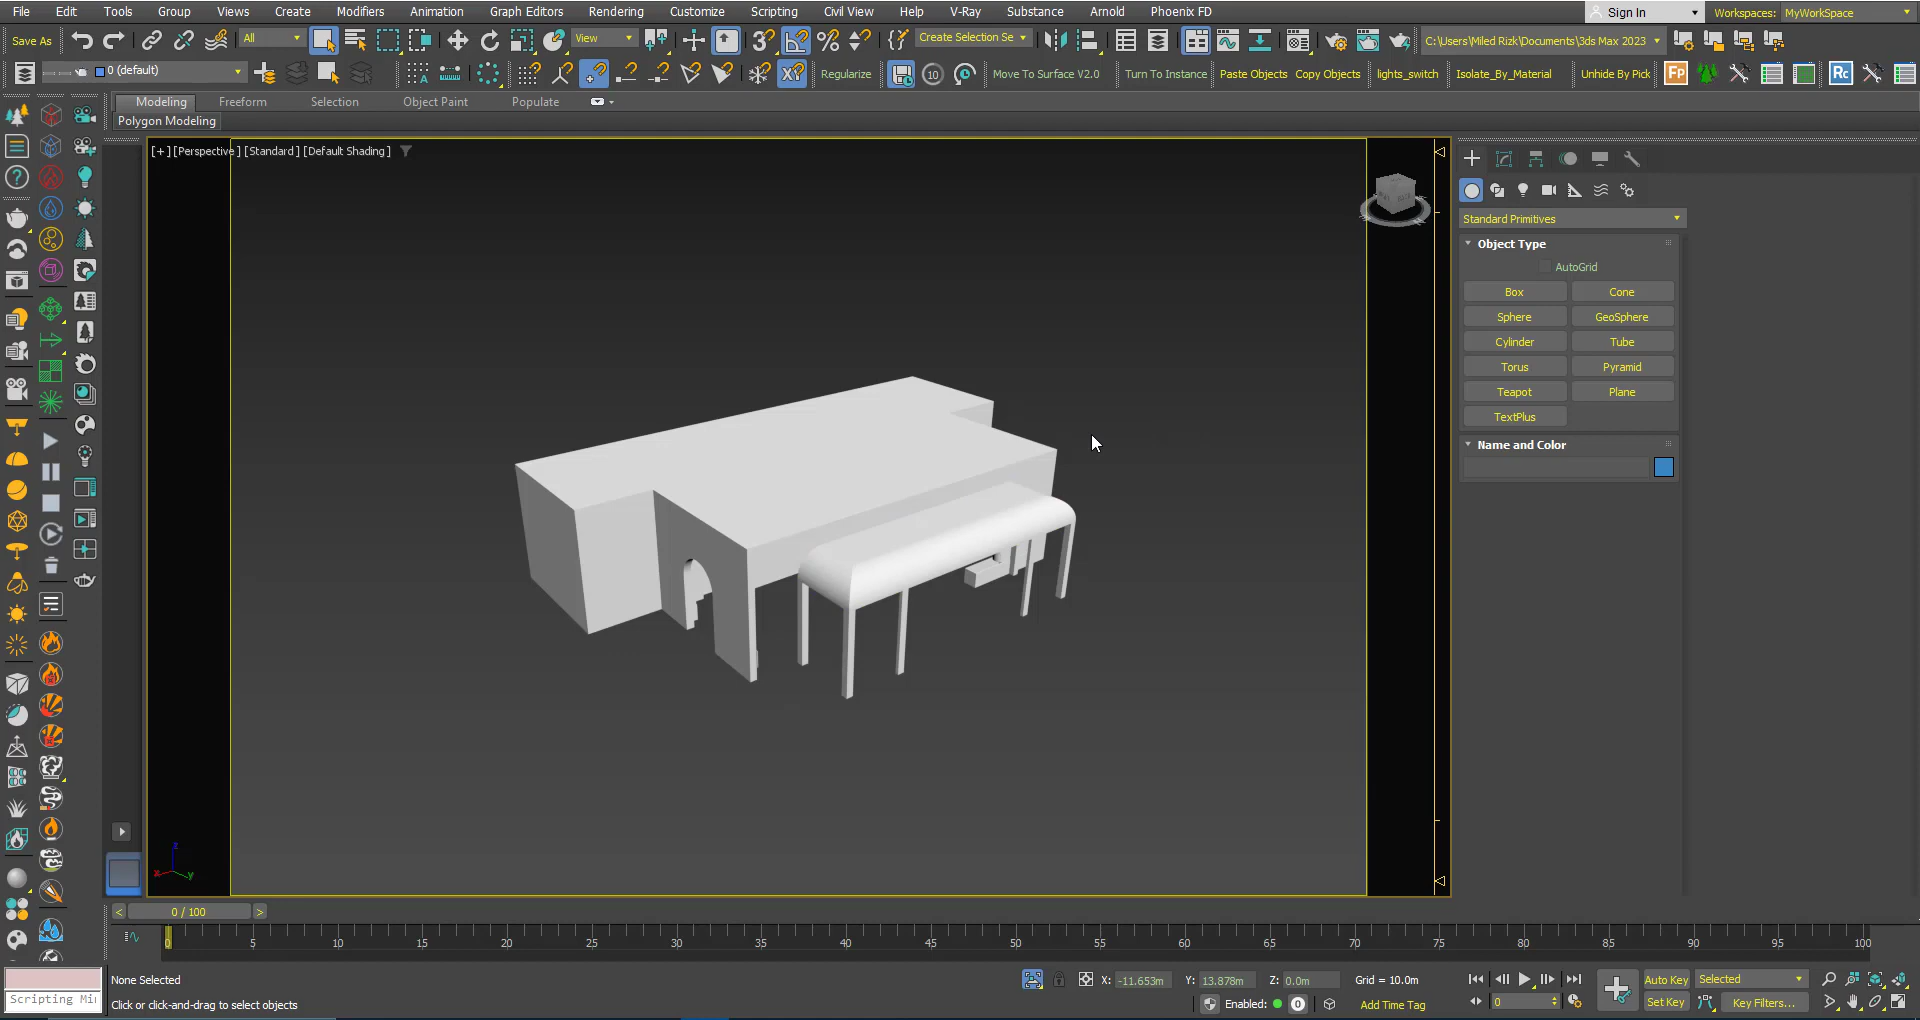 File Edit Tools Group Views Create Modifiers Animation Graph Editors Rendering Customize Scripting Civil View Help V-Ray Substance Arnold Phoenix FD Sign In Workspaces: MyWorkSpace
Save As All View Create Selection Se C:\Users\Miled Rizk\Documents\3ds Max 2023
0 (default) Regularize 10 Move To Surface V2.0 Turn To Instance Paste Objects Copy Objects lights_switch Isolate_By_Material Unhide By Pick Fp Rc
Modeling Freeform Selection Object Paint Populate
Polygon Modeling
[+] [Perspective] [Standard] [Default Shading]
Standard Primitives
Object Type
AutoGrid
Box Cone
Sphere GeoSphere
Cylinder Tube
Torus Pyramid
Teapot Plane
TextPlus
Name and Color
z
x y
< 0 / 100 >
0 5 10 15 20 25 30 35 40 45 50 55 60 65 70 75 80 85 90 95 100
None Selected X: -11.653m Y: 13.878m Z: 0.0m Grid = 10.0m Auto Key Selected
Scripting Mi
Click or click-and-drag to select objects Enabled: 0 Add Time Tag 0 Set Key Key Filters...